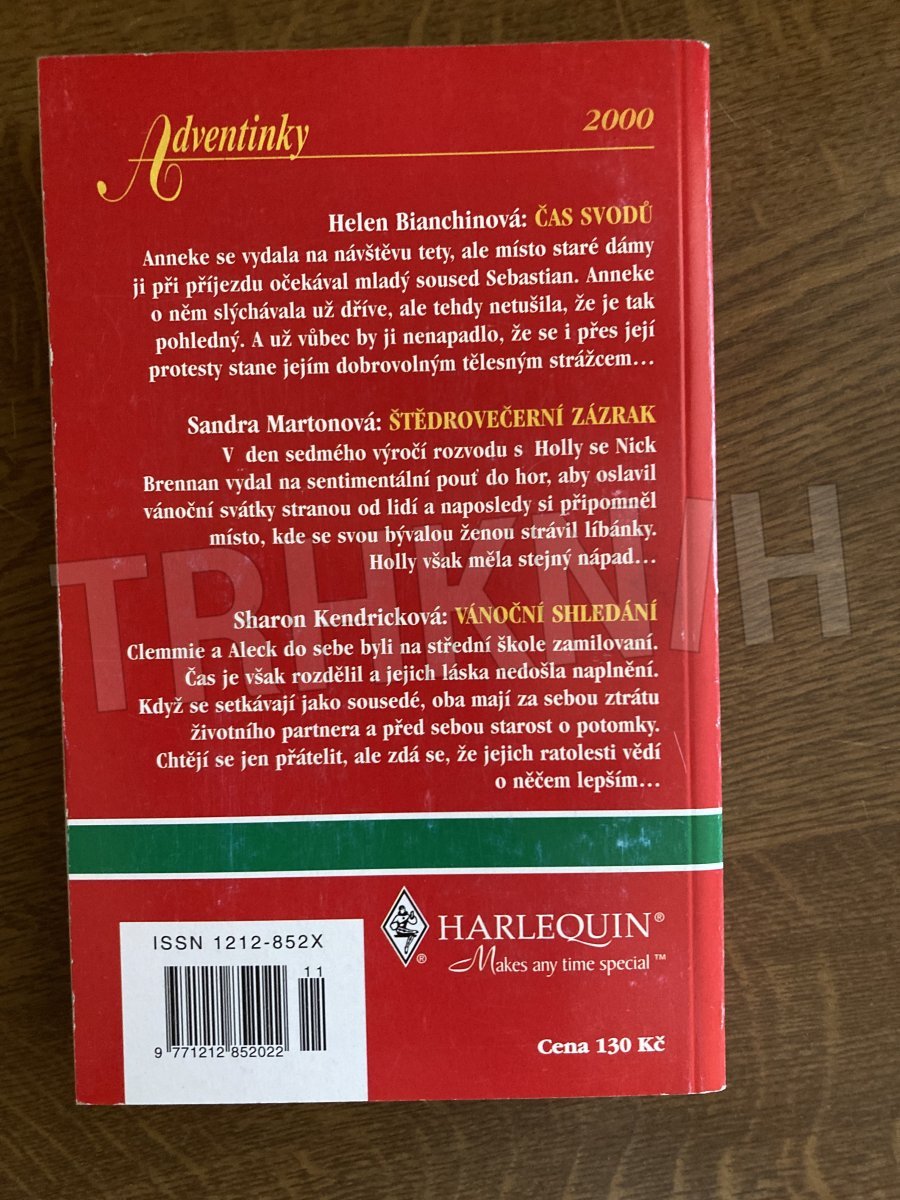 Adventinky 2000
Helen Bianchinová: ČAS SVODŮ
Anneke se vydala na návštěvu tety, ale místo staré dámy
ji při příjezdu očekával mladý soused Sebastian. Anneke
o něm slýchávala už dříve, ale tehdy netušila, že je tak
pohledný. A už vůbec by ji nenapadlo, že se i přes její
protesty stane jejím dobrovolným tělesným strážcem...
Sandra Martonová: ŠTĚDROVEČERNÍ ZÁZRAK
V den sedmého výročí rozvodu s Holly se Nick
Brennan vydal na sentimentální pouť do hor, aby oslavil
vánoční svátky stranou od lidí a naposledy si připomněl
místo, kde se svou bývalou ženou strávil líbánky.
Holly však měla stejný nápad...
TRHKNIH
Sharon Kendricková: VÁNOČNÍ SHLEDÁNÍ
Clemmie a Aleck do sebe byli na střední škole zamilovaní.
Čas je však rozdělil a jejich láska nedošla naplnění.
Když se setkávají jako sousedé, oba mají za sebou ztrátu
životního partnera a před sebou starost o potomky.
Chtějí se jen přátelit, ale zdá se, že jejich ratolesti vědí
o něčem lepším...
HARLEQUIN®
®
Makes any time special™
ISSN 1212-852X
11
9 771212 852022
Cena 130 Kč